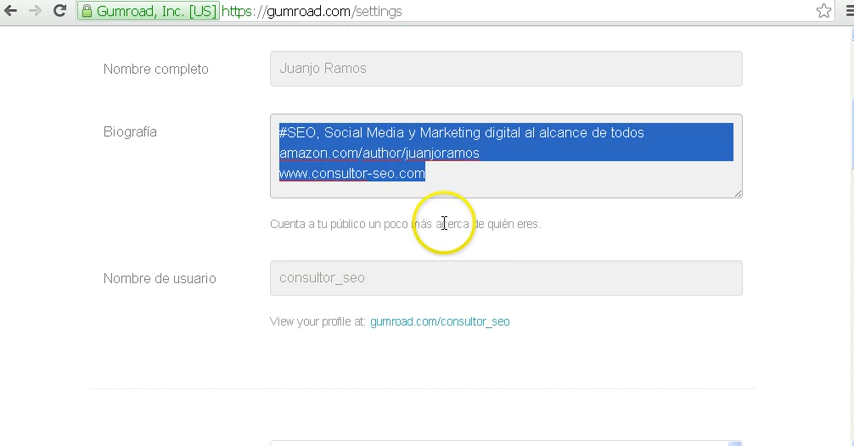 Gumroad, Inc. [US] https://gumroad.com/settings
Nombre completo
Juanjo Ramos
Biografía
#SEO, Social Media y Marketing digital al alcance de todos
amazon.com/author/juanjoramos
www.consultor-seo.com
Cuenta a tu público un poco más acerca de quién eres.
Nombre de usuario
consultor_seo
View your profile at: gumroad.com/consultor_seo